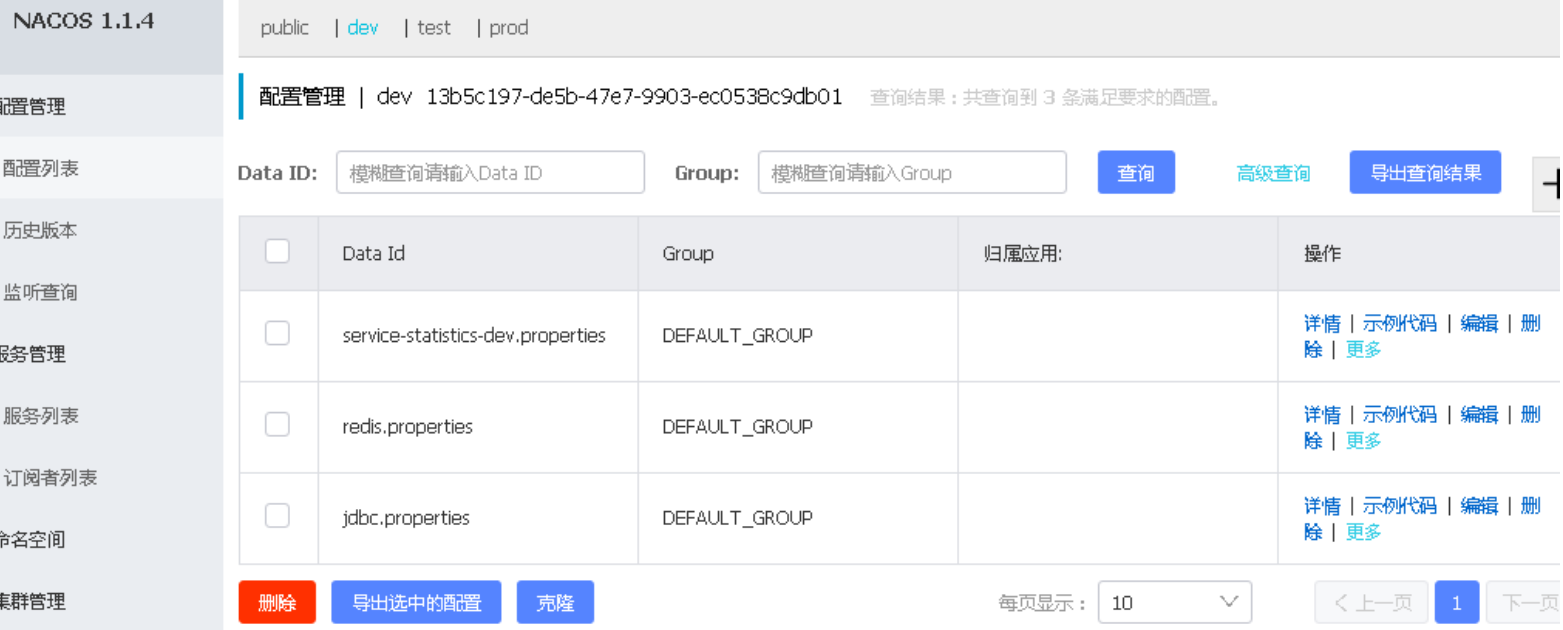 NACOS 1.1.4
public | dev | test | prod
配置管理
配置管理 | dev 13b5c197-de5b-47e7-9903-ec0538c9db01 查询结果：共查询到 3 条满足要求的配置。
配置列表
Data ID: 模糊查询请输入Data ID Group: 模糊查询请输入Group 查询 高级查询 导出查询结果
历史版本
Data Id Group 归属应用: 操作
监听查询
service-statistics-dev.properties DEFAULT_GROUP 详情 | 示例代码 | 编辑 | 删
除 | 更多
服务管理
服务列表
redis.properties DEFAULT_GROUP 详情 | 示例代码 | 编辑 | 删
除 | 更多
订阅者列表
jdbc.properties DEFAULT_GROUP 详情 | 示例代码 | 编辑 | 删
除 | 更多
命名空间
集群管理
删除 导出选中的配置 克隆 每页显示： 10 上一页 1 下一页